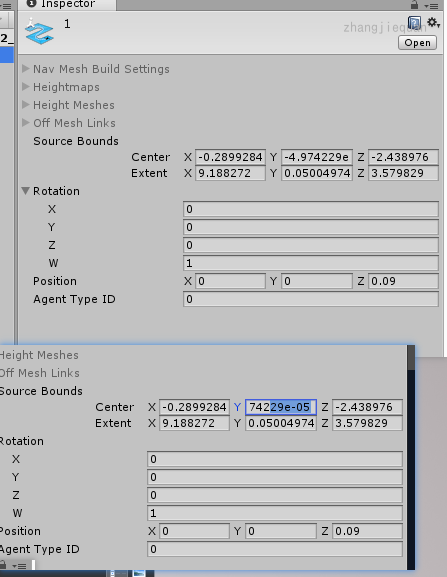 Inspector
2_
1
zhangjiequan
Open
Nav Mesh Build Settings
Heightmaps
Height Meshes
Off Mesh Links
Source Bounds
Center X -0.2899284 Y -4.974229e Z -2.438976
Extent X 9.188272 Y 0.05004974 Z 3.579829
Rotation
X 0
Y 0
Z 0
W 1
Position X 0 Y 0 Z 0.09
Agent Type ID 0
Height Meshes
Off Mesh Links
Source Bounds
Center X -0.2899284 Y 74229e-05 Z -2.438976
Extent X 9.188272 Y 0.05004974 Z 3.579829
Rotation
X 0
Y 0
Z 0
W 1
Position X 0 Y 0 Z 0.09
Agent Type ID 0